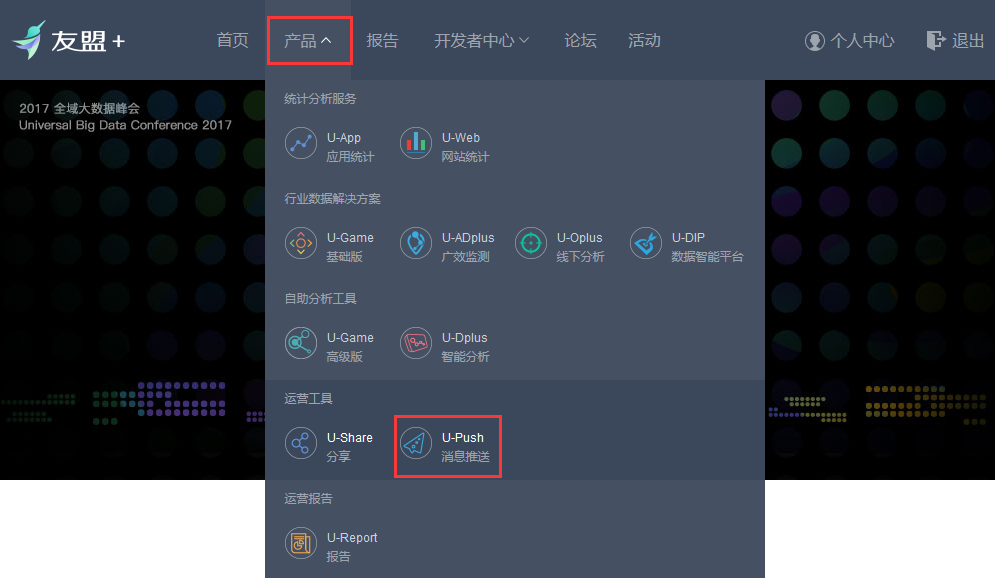 友盟+
首页
产品
报告
开发者中心
论坛
活动
个人中心
退出
2017 全域大数据峰会
Universal Big Data Conference 2017
统计分析服务
U-App
应用统计
U-Web
网站统计
行业数据解决方案
U-Game
基础版
U-ADplus
广效监测
U-Oplus
线下分析
U-DIP
数据智能平台
自助分析工具
U-Game
高级版
U-Dplus
智能分析
运营工具
U-Share
分享
U-Push
消息推送
运营报告
U-Report
报告